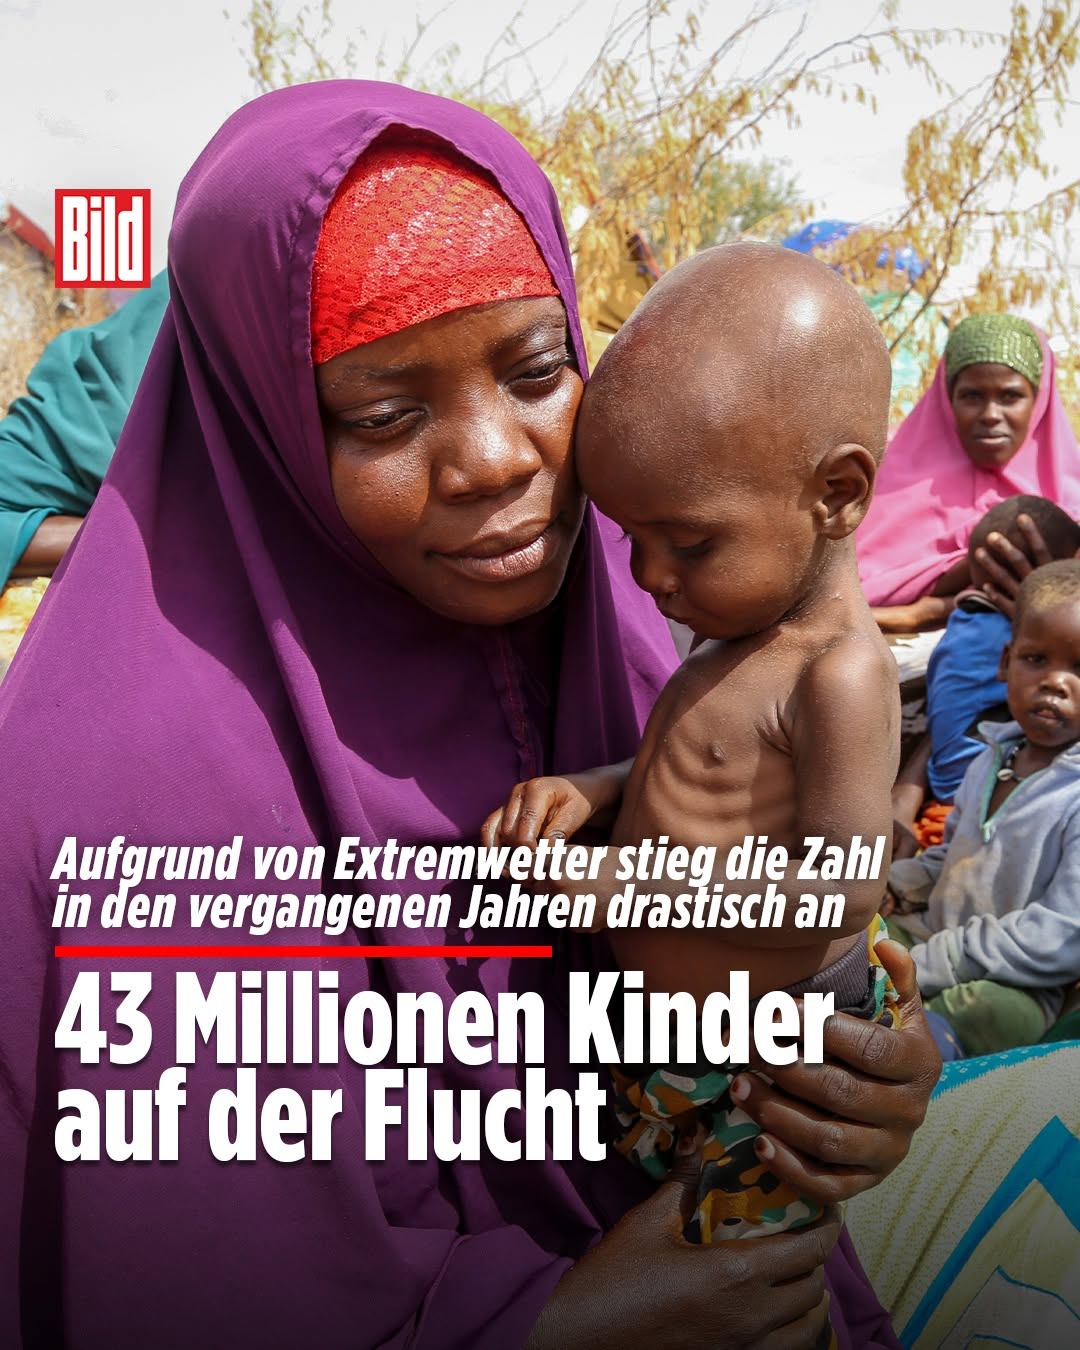 Bild
Aufgrund von Extremwetter stieg die Zahl
in den vergangenen Jahren drastisch an
43 Millionen Kinder
auf der Flucht